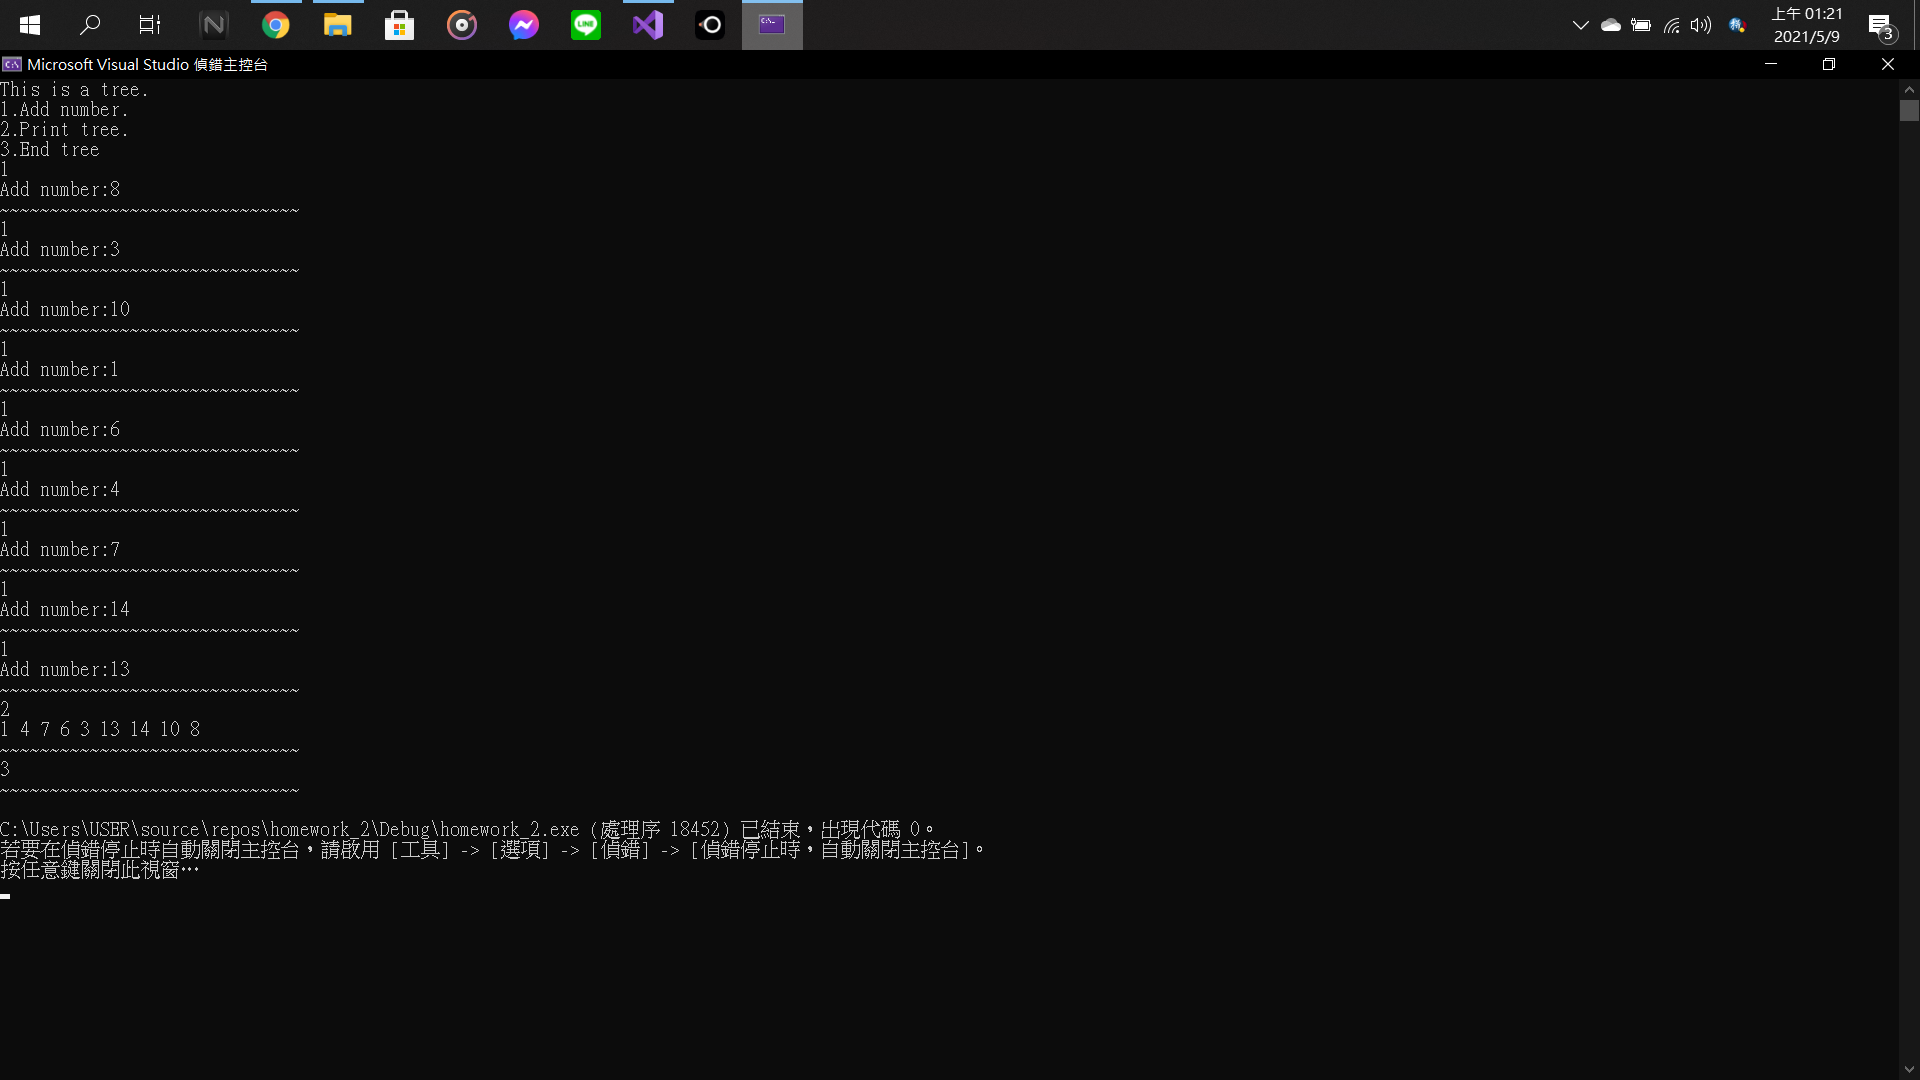 上午 01:21
2021/5/9
3
LINE
Microsoft Visual Studio 偵錯主控台
This is a tree.
1.Add number.
2.Print tree.
3.End tree
1
Add number:8
~~~~~~~~~~~~~~~~~~~~~~~~~~~~~~
1
Add number:3
~~~~~~~~~~~~~~~~~~~~~~~~~~~~~~
1
Add number:10
~~~~~~~~~~~~~~~~~~~~~~~~~~~~~~
1
Add number:1
~~~~~~~~~~~~~~~~~~~~~~~~~~~~~~
1
Add number:6
~~~~~~~~~~~~~~~~~~~~~~~~~~~~~~
1
Add number:4
~~~~~~~~~~~~~~~~~~~~~~~~~~~~~~
1
Add number:7
~~~~~~~~~~~~~~~~~~~~~~~~~~~~~~
1
Add number:14
~~~~~~~~~~~~~~~~~~~~~~~~~~~~~~
1
Add number:13
~~~~~~~~~~~~~~~~~~~~~~~~~~~~~~
2
1 4 7 6 3 13 14 10 8
~~~~~~~~~~~~~~~~~~~~~~~~~~~~~~
3
~~~~~~~~~~~~~~~~~~~~~~~~~~~~~~
C:\Users\USER\source\repos\homework_2\Debug\homework_2.exe (處理序 18452) 已結束，出現代碼 0。
若要在偵錯停止時自動關閉主控台，請啟用 [工具] -> [選項] -> [偵錯] -> [偵錯停止時，自動關閉主控台]。
按任意鍵關閉此視窗…